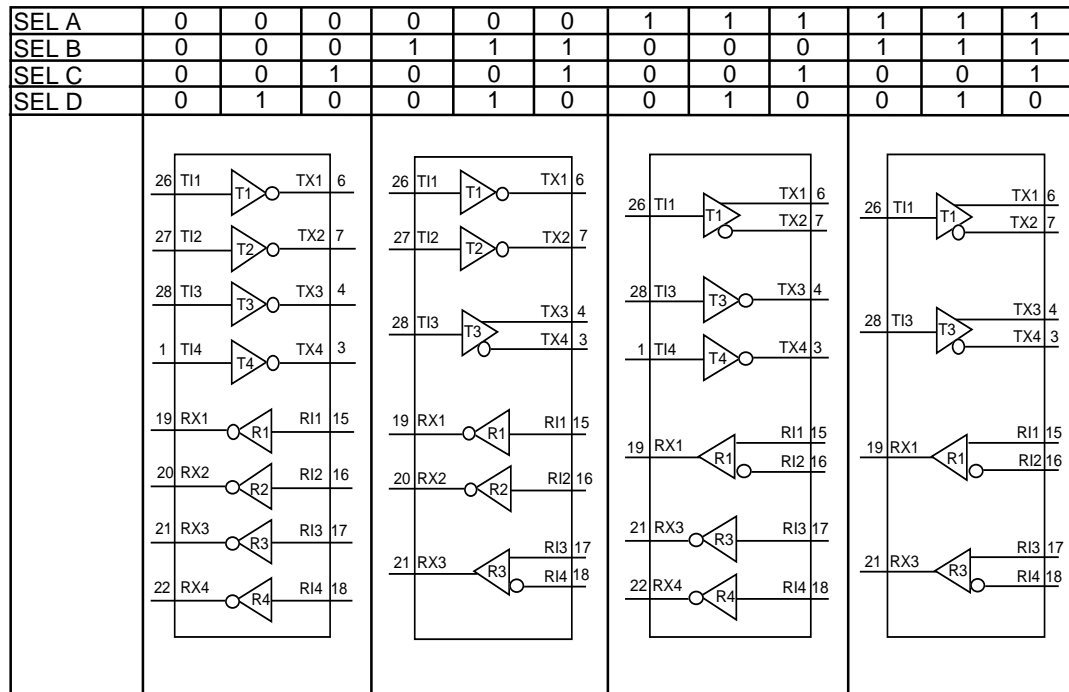 SEL A 0 0 0 0 0 0 1 1 1 1 1 1
SEL B 0 0 0 1 1 1 0 0 0 1 1 1
SEL C 0 0 1 0 0 1 0 0 1 0 0 1
SEL D 0 1 0 0 1 0 0 1 0 0 1 0
26 TI1 T1 TX1 6
27 TI2 T2 TX2 7
28 TI3 T3 TX3 4
1 TI4 T4 TX4 3
19 RX1 R1 RI1 15
20 RX2 R2 RI2 16
21 RX3 R3 RI3 17
22 RX4 R4 RI4 18
26 TI1 T1 TX1 6
27 TI2 T2 TX2 7
28 TI3 T3 TX3 4
TX4 3
19 RX1 R1 RI1 15
20 RX2 R2 RI2 16
21 RX3 R3 RI3 17
RI4 18
26 TI1 T1 TX1 6
TX2 7
28 TI3 T3 TX3 4
1 TI4 T4 TX4 3
19 RX1 R1 RI1 15
RI2 16
21 RX3 R3 RI3 17
22 RX4 R4 RI4 18
26 TI1 T1 TX1 6
TX2 7
28 TI3 T3 TX3 4
TX4 3
19 RX1 R1 RI1 15
RI2 16
21 RX3 R3 RI3 17
RI4 18